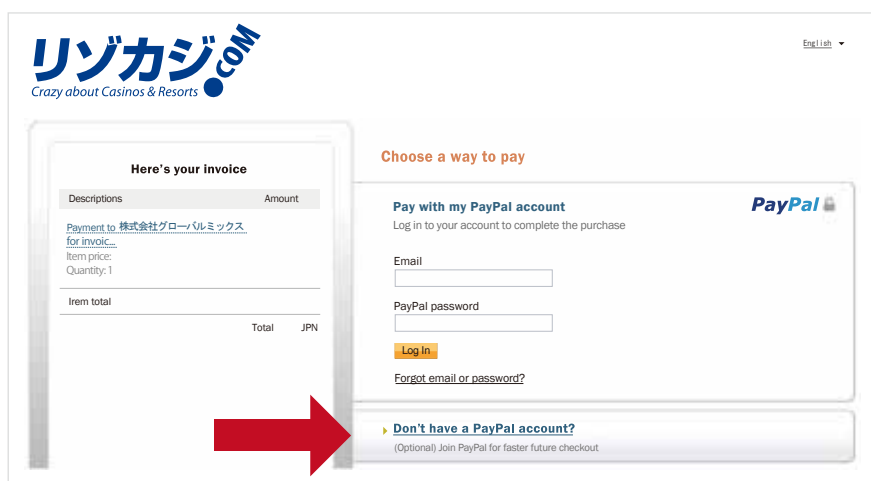 リゾカジ.COM
Crazy about Casinos & Resorts
English
Here's your invoice
Descriptions Amount
Payment to 株式会社グローバルミックス
for invoic...
Item price:
Quantity: 1
Irem total
Total JPN
Choose a way to pay
Pay with my PayPal account
PayPal
Log in to your account to complete the purchase
Email
PayPal password
Log In
Forgot email or password?
Don't have a PayPal account?
(Optional) Join PayPal for faster future checkout